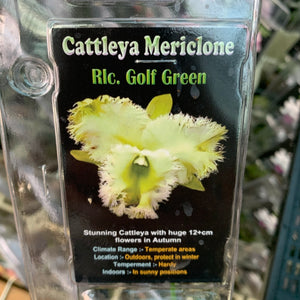 Cattleya Mericlone
Rlc. Golf Green
Stunning Cattleya with huge 12+cm
flowers in Autumn
Climate Range :- Temperate areas
Location :- Outdoors, protect in winter
Temperment :- Hardy
Indoors :- In sunny positions